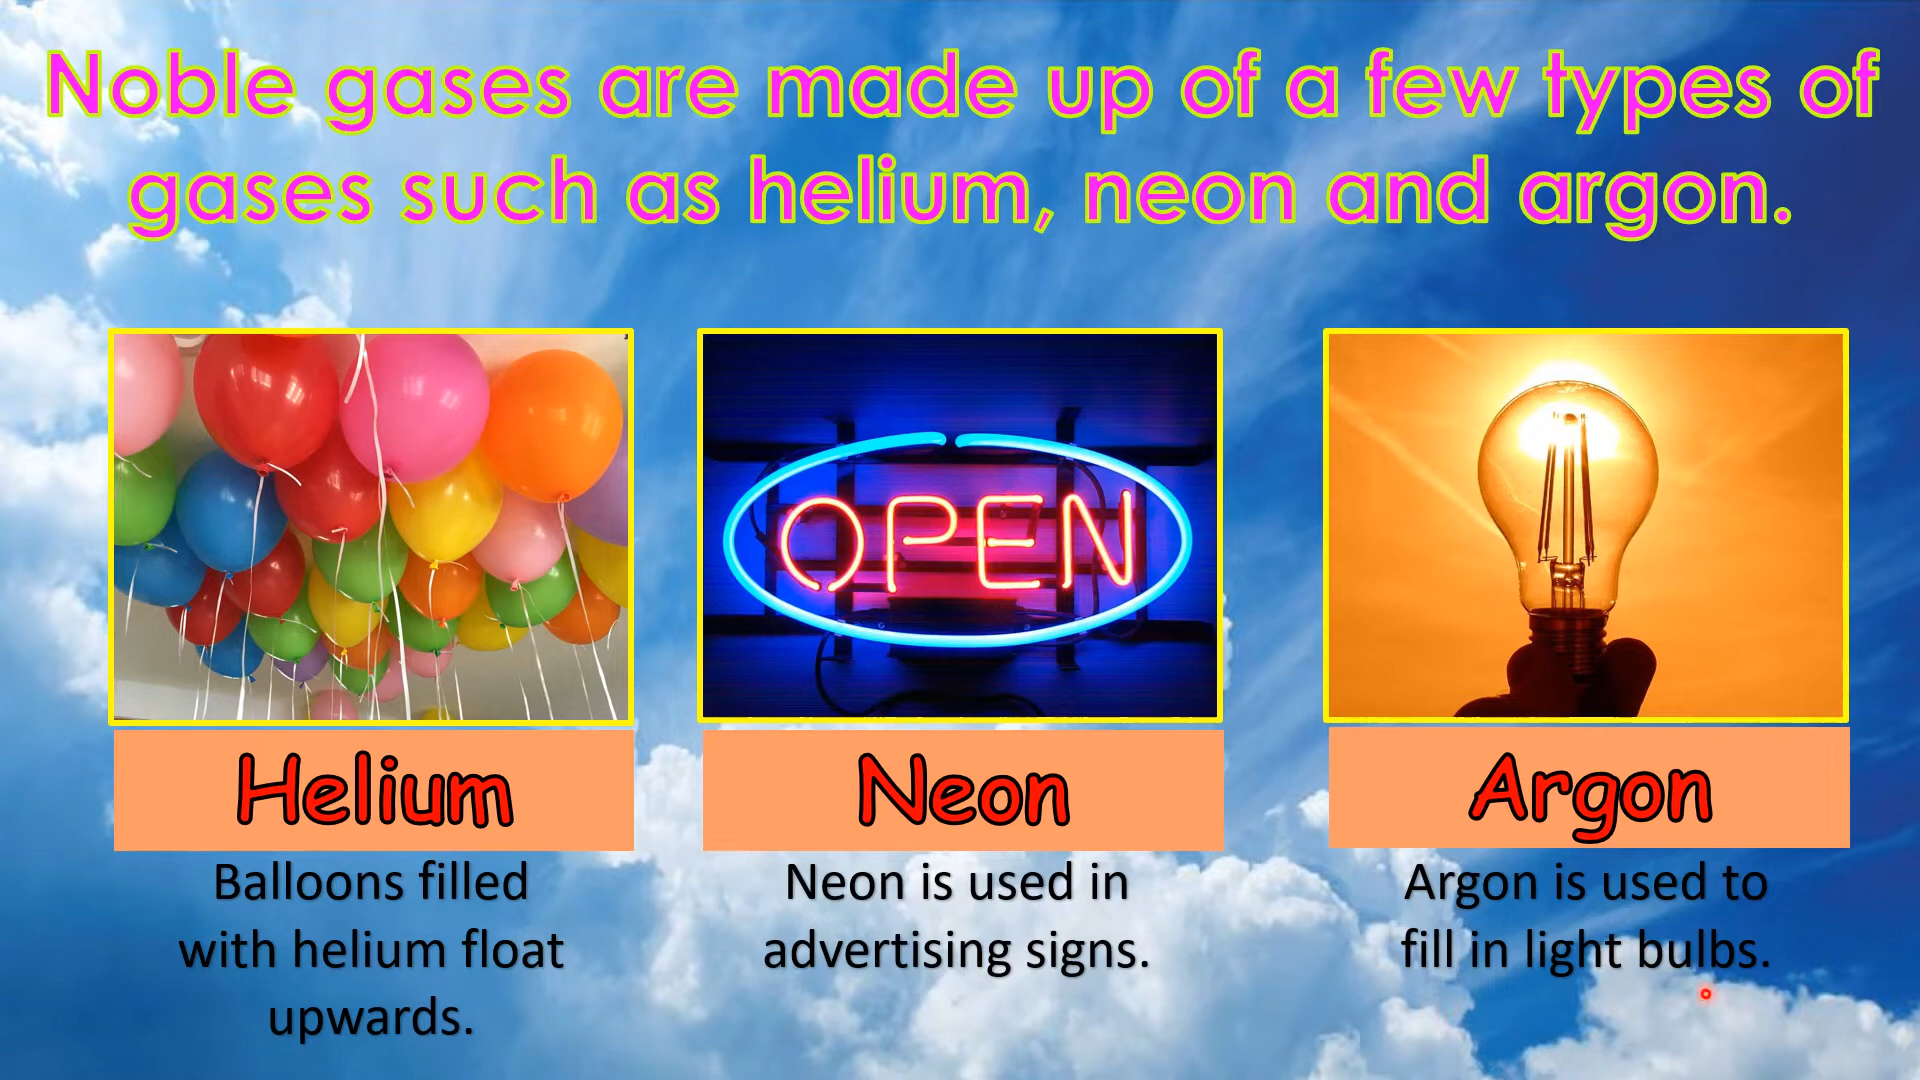 Noble gases are made up of a few types of
gases such as helium, neon and argon.
OPEN
Helium
Balloons filled
with helium float
upwards.
Neon
Neon is used in
advertising signs.
Argon
Argon is used to
fill in light bulbs.